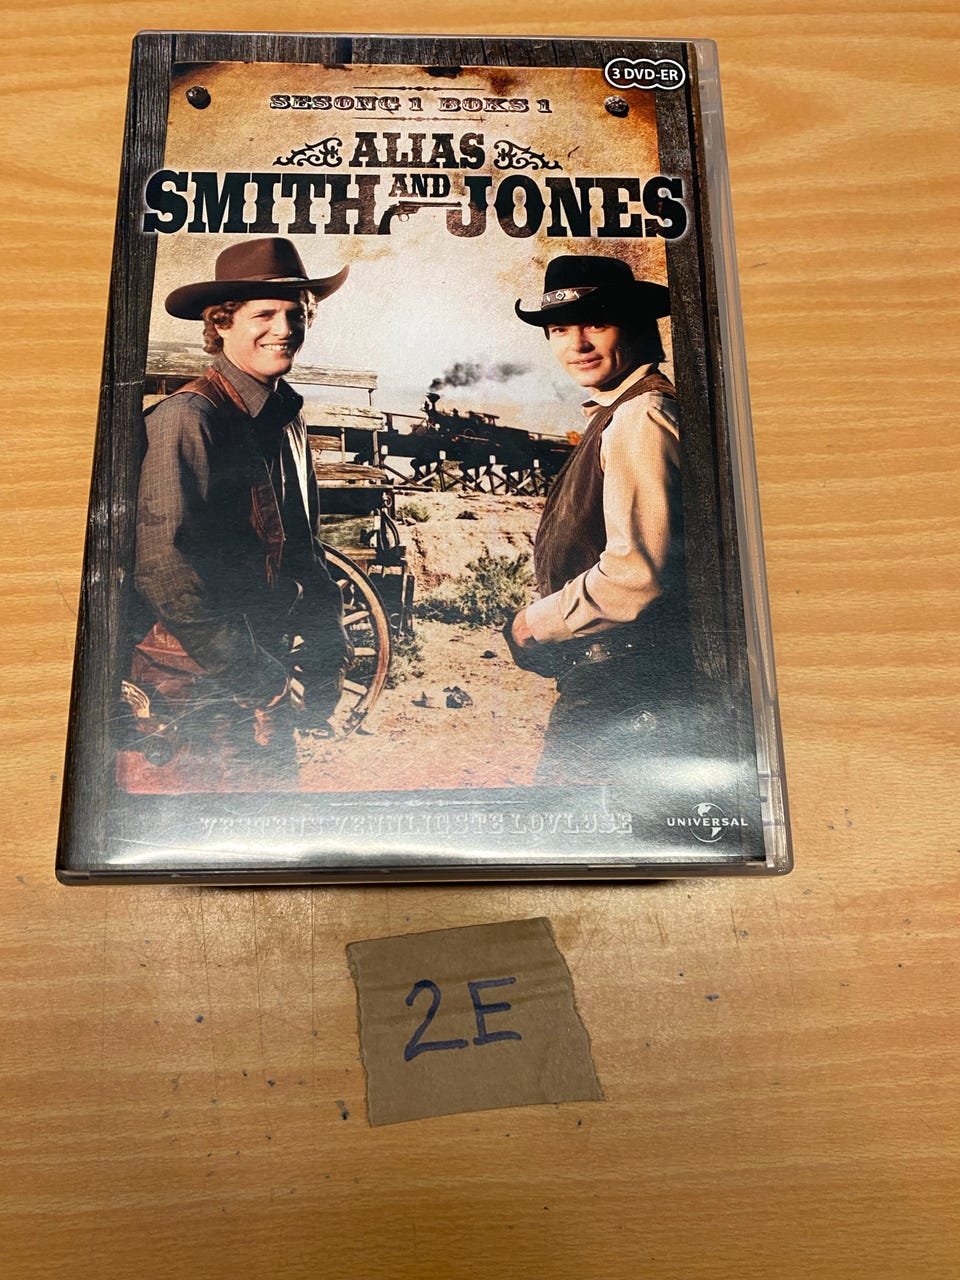 3 DVD-ER
SESONG 1 BOKS 1
ALIAS
SMITH AND JONES
VESTENS VENNLIGSTE LOVLØSE
UNIVERSAL
2E